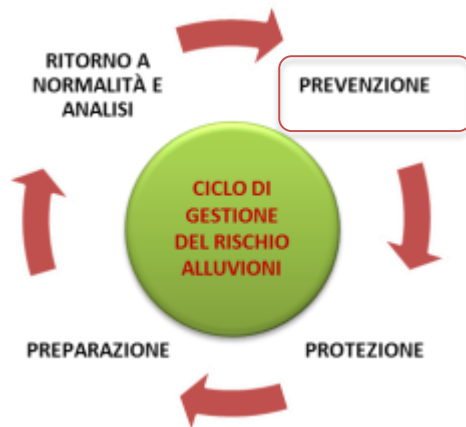 RITORNO A
NORMALITÀ E
ANALISI
PREVENZIONE
CICLO DI
GESTIONE
DEL RISCHIO
ALLUVIONI
PREPARAZIONE
PROTEZIONE